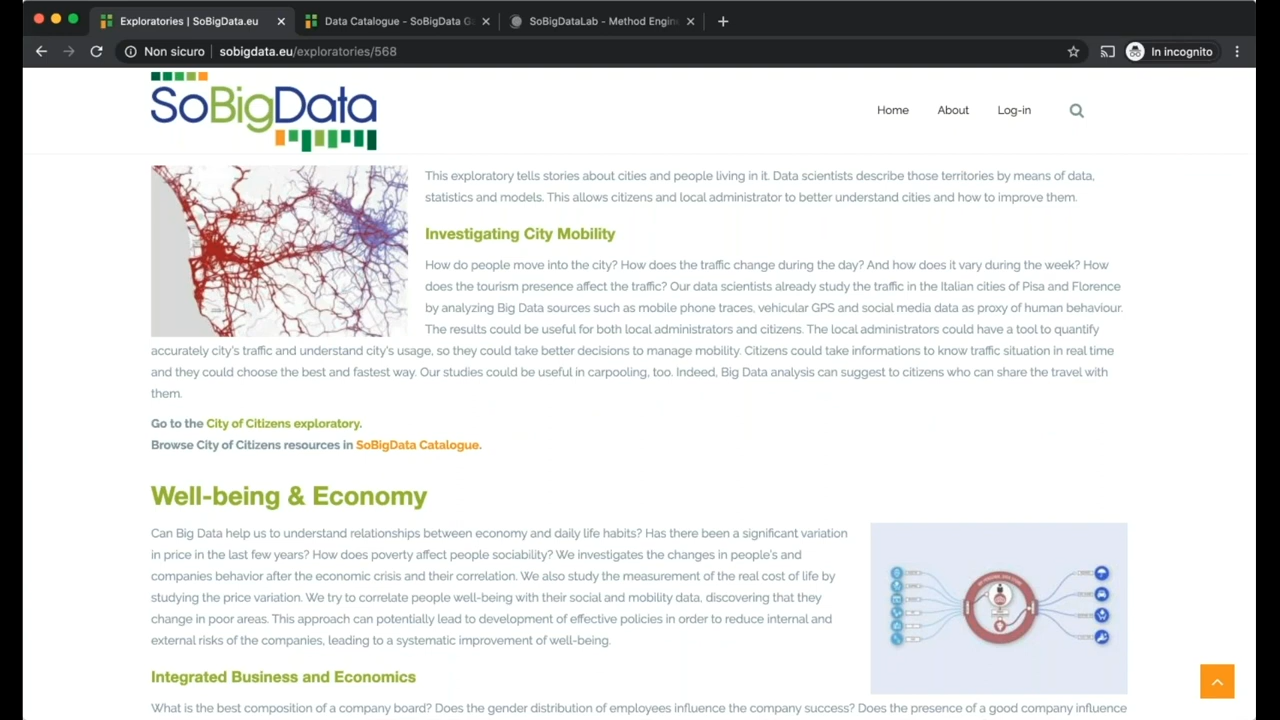 Exploratories | SoBigData.eu
Data Catalogue - SoBigData G
SoBigDataLab - Method Engin
Non sicuro
sobigdata.eu/exploratories/568
In incognito
SoBigData
Home
About
Log-in
This exploratory tells stories about cities and people living in it. Data scientists describe those territories by means of data,
statistics and models. This allows citizens and local administrator to better understand cities and how to improve them.
Investigating City Mobility
How do people move into the city? How does the traffic change during the day? And how does it vary during the week? How
does the tourism presence affect the traffic? Our data scientists already study the traffic in the Italian cities of Pisa and Florence
by analyzing Big Data sources such as mobile phone traces, vehicular GPS and social media data as proxy of human behaviour.
The results could be useful for both local administrators and citizens. The local administrators could have a tool to quantify
accurately city's traffic and understand city's usage, so they could take better decisions to manage mobility. Citizens could take informations to know traffic situation in real time
and they could choose the best and fastest way. Our studies could be useful in carpooling, too. Indeed, Big Data analysis can suggest to citizens who can share the travel with
them.
Go to the City of Citizens exploratory.
Browse City of Citizens resources in SoBigData Catalogue.
Well-being & Economy
Can Big Data help us to understand relationships between economy and daily life habits? Has there been a significant variation
in price in the last few years? How does poverty affect people sociability? We investigates the changes in people's and
companies behavior after the economic crisis and their correlation. We also study the measurement of the real cost of life by
studying the price variation. We try to correlate people well-being with their social and mobility data, discovering that they
change in poor areas. This approach can potentially lead to development of effective policies in order to reduce internal and
external risks of the companies, leading to a systematic improvement of well-being.
Integrated Business and Economics
What is the best composition of a company board? Does the gender distribution of employees influence the company success? Does the presence of a good company influence